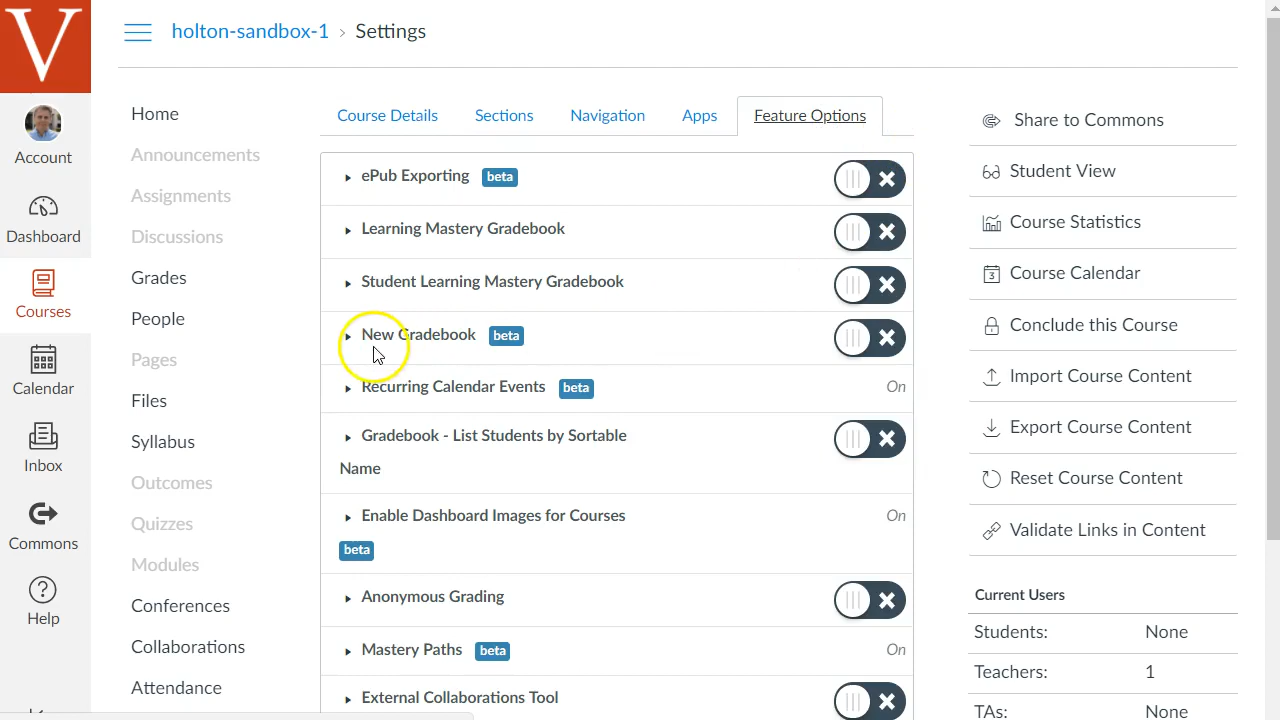 V
holton-sandbox-1 › Settings
Account
Dashboard
Courses
Calendar
Inbox
Commons
Help
Home
Announcements
Assignments
Discussions
Grades
People
Pages
Files
Syllabus
Outcomes
Quizzes
Modules
Conferences
Collaborations
Attendance
Course Details Sections Navigation Apps Feature Options
ePub Exporting beta
Learning Mastery Gradebook
Student Learning Mastery Gradebook
New Gradebook beta
Recurring Calendar Events beta On
Gradebook - List Students by Sortable
Name
Enable Dashboard Images for Courses On
beta
Anonymous Grading
Mastery Paths beta On
External Collaborations Tool
Share to Commons
Student View
Course Statistics
3 Course Calendar
Conclude this Course
Import Course Content
Export Course Content
Reset Course Content
Validate Links in Content
Current Users
Students: None
Teachers: 1
TAs: None